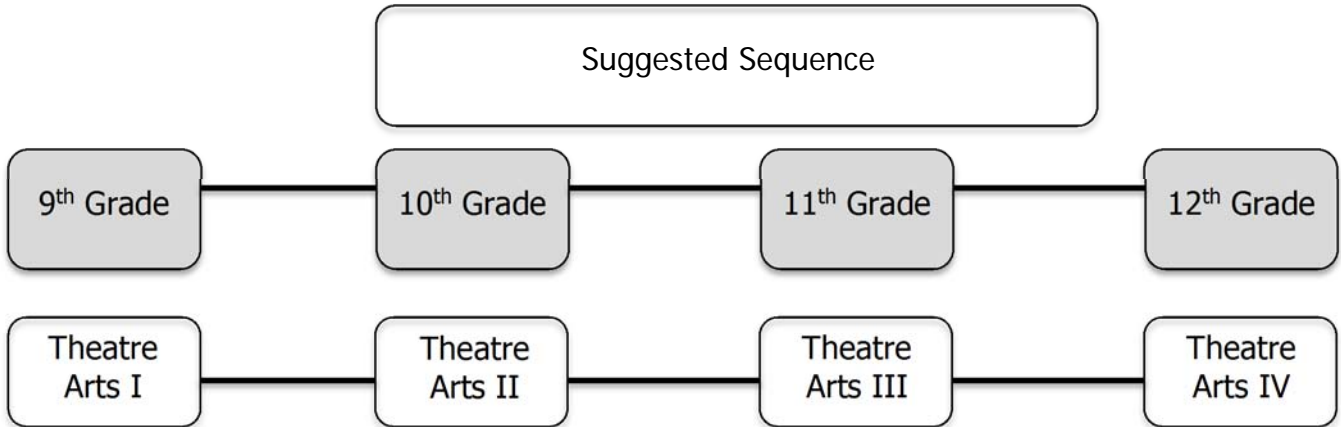 Suggested Sequence
9th Grade
10th Grade
11th Grade
12th Grade
Theatre
Arts I
Theatre
Arts II
Theatre
Arts III
Theatre
Arts IV